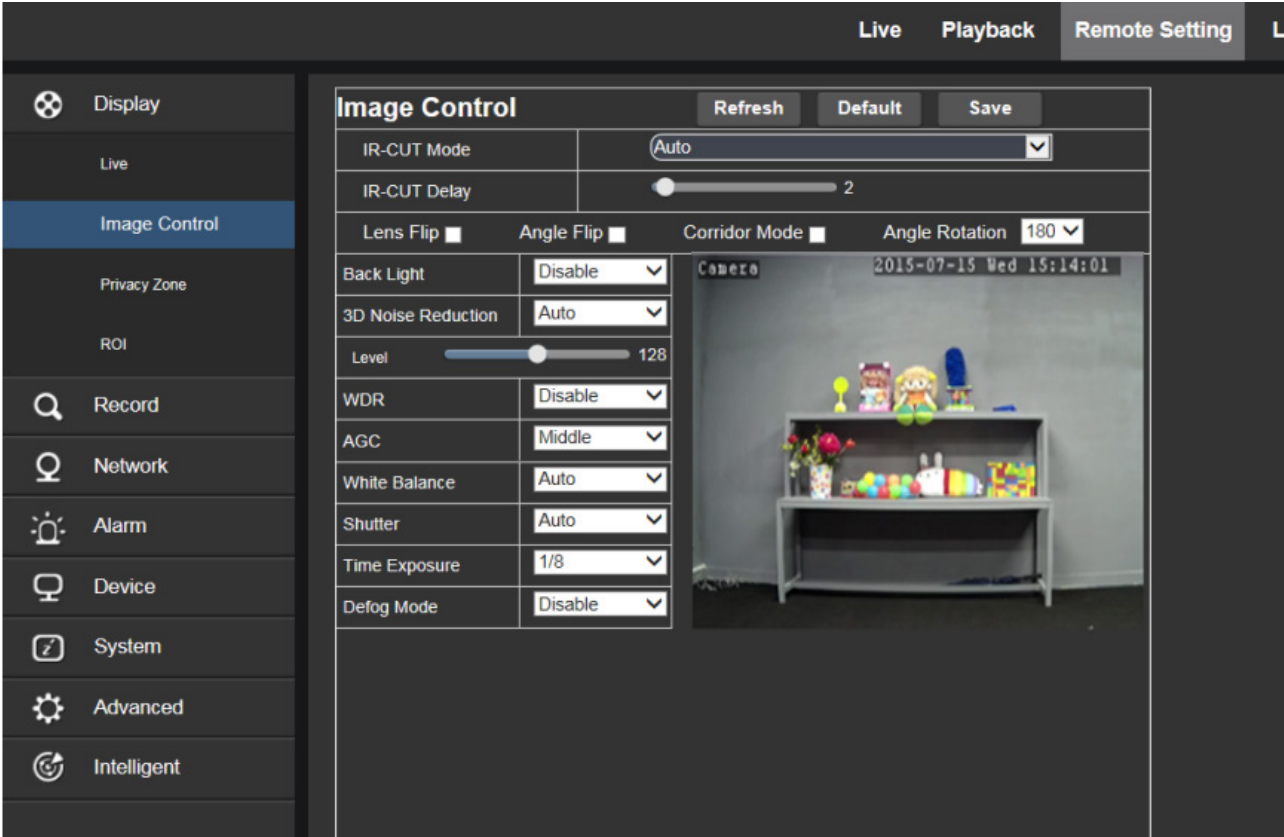 Live Playback Remote Setting L
Display
Live
Image Control
Privacy Zone
ROI
Record
Network
Alarm
Device
System
Advanced
Intelligent
Image Control Refresh Default Save
IR-CUT Mode Auto
IR-CUT Delay 2
Lens Flip Angle Flip Corridor Mode Angle Rotation 180
Back Light Disable
3D Noise Reduction Auto
Level 128
WDR Disable
AGC Middle
White Balance Auto
Shutter Auto
Time Exposure 1/8
Defog Mode Disable
Camera 2015-07-15 Wed 15:14:01